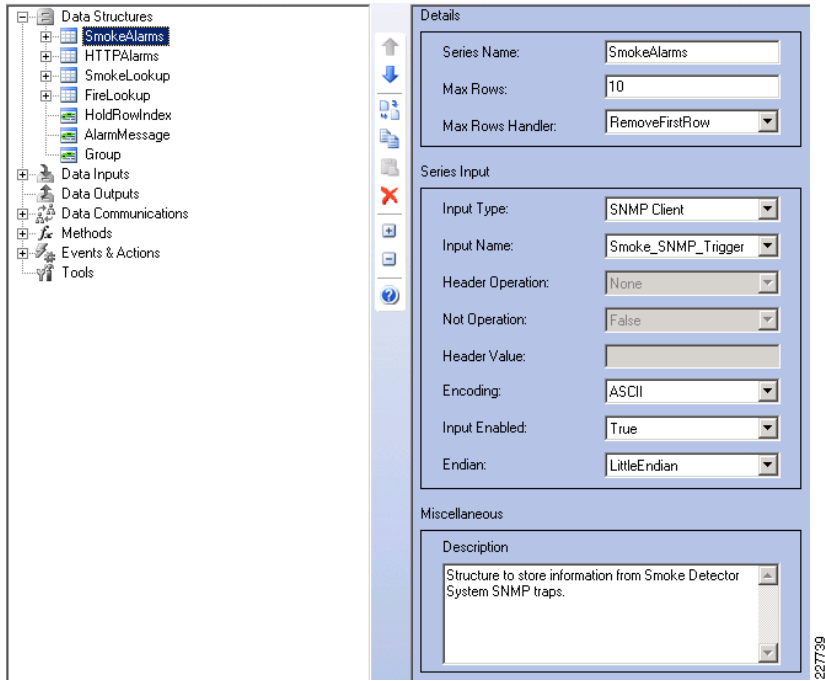 Data Structures
SmokeAlarms
HTTPAlarms
SmokeLookup
FireLookup
HoldRowIndex
AlarmMessage
Group
Data Inputs
Data Outputs
Data Communications
Methods
Events & Actions
Tools
Details
Series Name: SmokeAlarms
Max Rows: 10
Max Rows Handler: RemoveFirstRow
Series Input
Input Type: SNMP Client
Input Name: Smoke_SNMP_Trigger
Header Operation: None
Not Operation: False
Header Value:
Encoding: ASCII
Input Enabled: True
Endian: LittleEndian
Miscellaneous
Description
Structure to store information from Smoke Detector
System SNMP traps.
227739